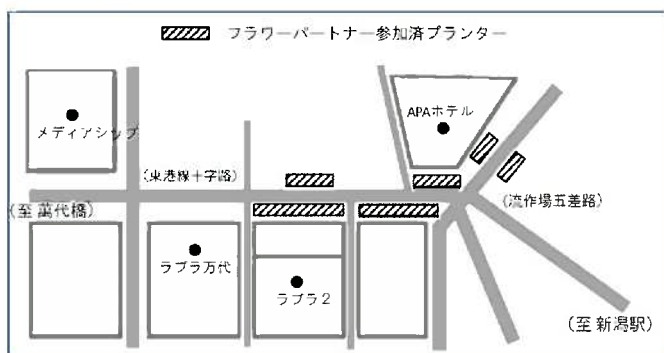 フラワーパートナー参加済プランター
APAホテル
メディアシップ
(東港線十字路)
(至 萬代橋)
(流作場五差路)
ラブラ万代
ラブラ2
(至 新潟駅)